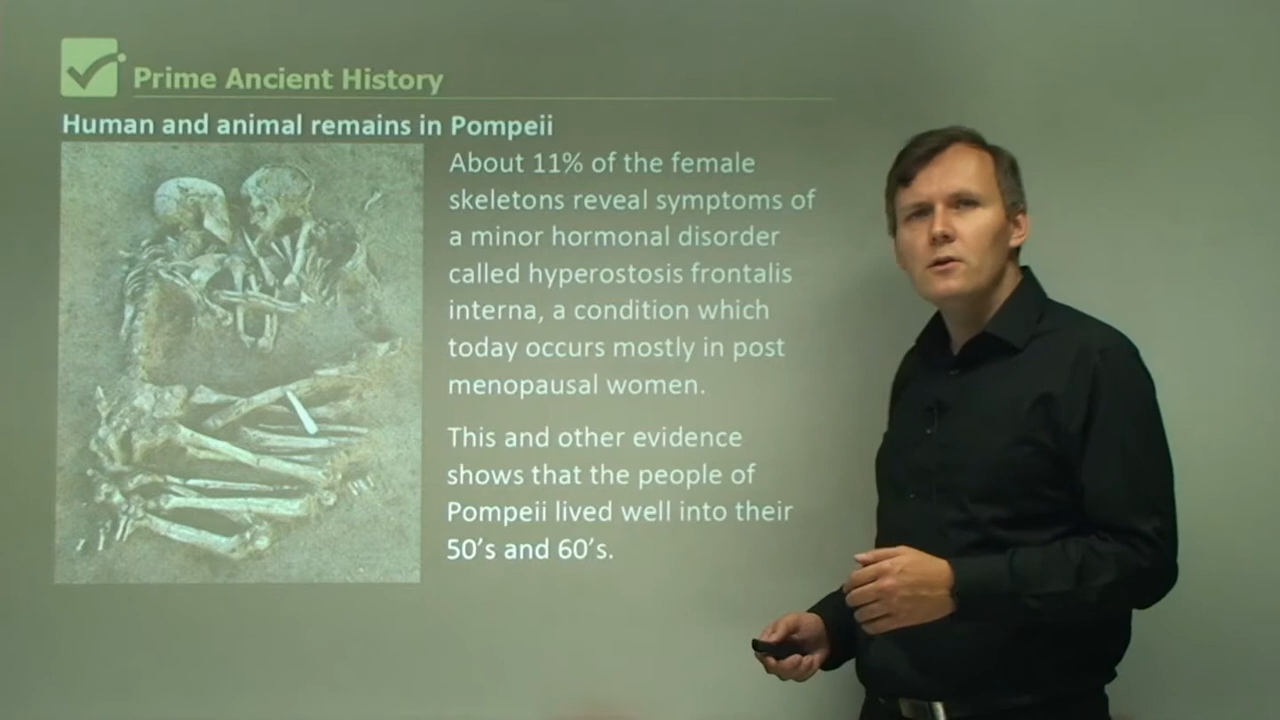 Prime Ancient History
Human and animal remains in Pompeii
About 11% of the female
skeletons reveal symptoms of
a minor hormonal disorder
called hyperostosis frontalis
interna, a condition which
today occurs mostly in post
menopausal women.
This and other evidence
shows that the people of
Pompeii lived well into their
50's and 60's.